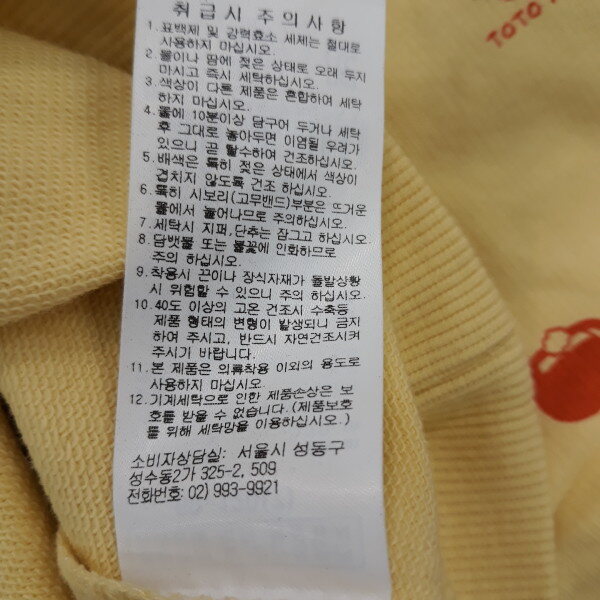 TOTO
취급시 주의사항
1. 표백제 및 강력효소 세제는 절대로
사용하지 마십시오.
2. 물이나 땀에 젖은 상태로 오래 두지
마시고 즉시 세탁하십시오.
3. 색상이 다른 제품은 혼합하여 세탁
하지 마십시오.
4. 물에 10분이상 담구어 두거나 세탁
후 그대로 놓아두면 이염될 우려가
있으니 곧 탈수하여 건조하십시오.
5. 배색은 특히 젖은 상태에서 색상이
겹치지 않도록 건조 하십시오.
6. 특히 시보리(고무밴드)부분은 뜨거운
물에서 늘어나므로 주의하십시오.
7. 세탁시 지퍼,단추는 잠그고 하십시오.
8. 담뱃불 또는 불꽃에 인화하므로
주의 하십시오.
9. 착용시 끈이나 장식자재가 돌발상황
시 위험할 수 있으니 주의 하십시오.
10. 40도 이상의 고온 건조시 수축등
제품 형태의 변형이 발생되니 금지
하여 주시고, 반드시 자연건조시켜
주시기 바랍니다.
11. 본 제품은 의류착용 이외의 용도로
사용하지 마십시오.
12. 기계세탁으로 인한 제품손상은 보
호를 받을 수 없습니다.(제품보호
를 위해 세탁망을 이용하십시오.)
소비자상담실: 서울시 성동구
성수동2가 325-2, 509
전화번호: 02) 993-9921